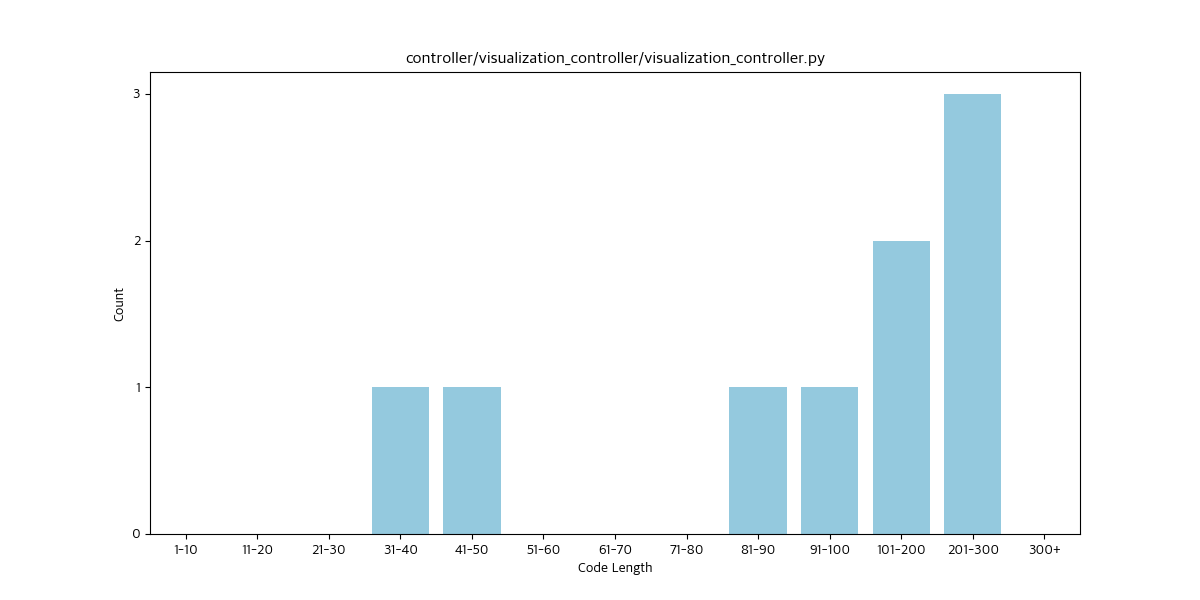 controller/visualization_controller/visualization_controller.py
3
2
1
0
Count
1-10 11-20 21-30 31-40 41-50 51-60 61-70 71-80 81-90 91-100 101-200 201-300 300+
Code Length